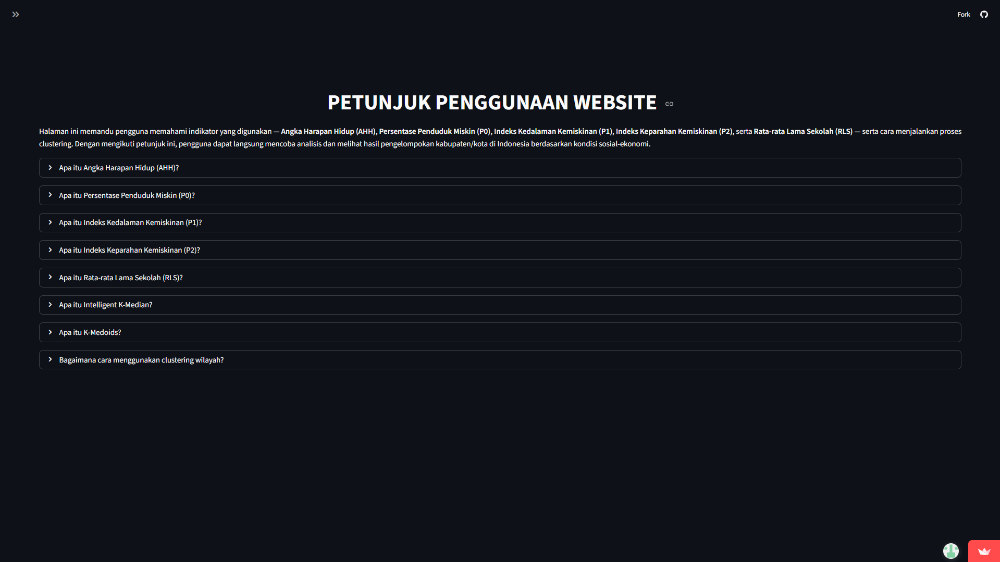 Fork
PETUNJUK PENGGUNAAN WEBSITE
Halaman ini memandu pengguna memahami indikator yang digunakan — Angka Harapan Hidup (AHH), Persentase Penduduk Miskin (P0), Indeks Kedalaman Kemiskinan (P1), Indeks Keparahan Kemiskinan (P2), serta Rata-rata Lama Sekolah (RLS) — serta cara menjalankan proses
clustering. Dengan mengikuti petunjuk ini, pengguna dapat langsung mencoba analisis dan melihat hasil pengelompokan kabupaten/kota di Indonesia berdasarkan kondisi sosial-ekonomi.
Apa itu Angka Harapan Hidup (AHH)?
Apa itu Persentase Penduduk Miskin (P0)?
Apa itu Indeks Kedalaman Kemiskinan (P1)?
Apa itu Indeks Keparahan Kemiskinan (P2)?
Apa itu Rata-rata Lama Sekolah (RLS)?
Apa itu Intelligent K-Median?
Apa itu K-Medoids?
Bagaimana cara menggunakan clustering wilayah?